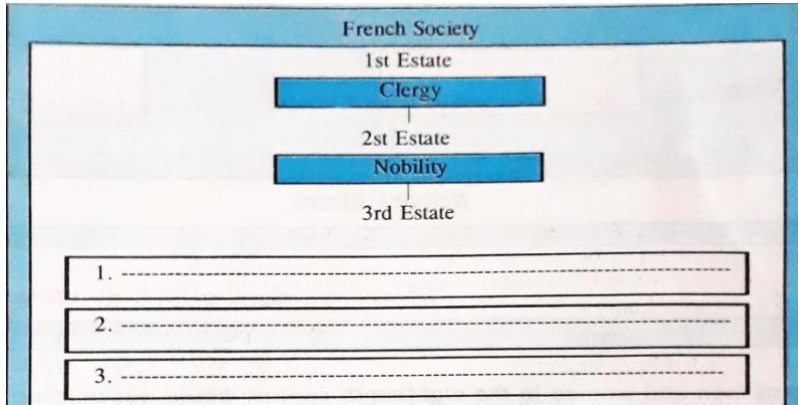 French Society
1st Estate
Clergy
2st Estate
Nobility
3rd Estate
1.
2.
3.